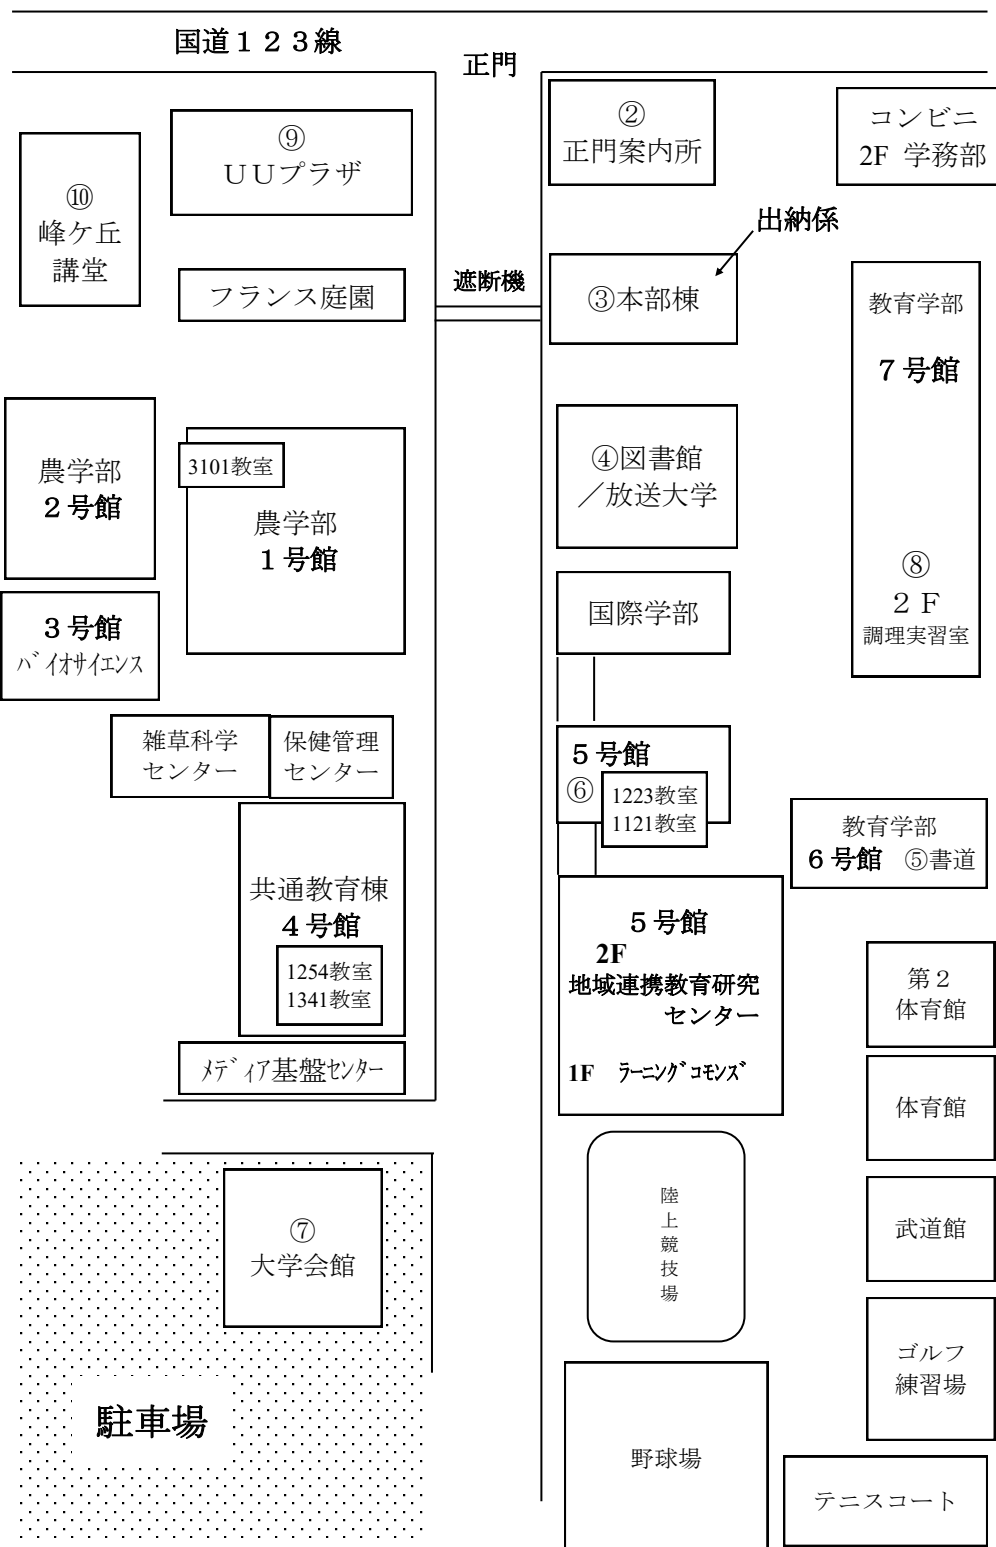 国道１２３線
正門
②
正門案内所
コンビニ
2F 学務部
⑨
ＵＵプラザ
⑩
峰ケ丘
講堂
出納係
フランス庭園
遮断機
③本部棟
教育学部
７号館
⑧
２Ｆ
調理実習室
農学部
２号館
3101教室
農学部
１号館
④図書館
／放送大学
３号館
ﾊﾞｲｵｻｲｴﾝｽ
国際学部
雑草科学
センター
保健管理
センター
５号館
⑥
1223教室
1121教室
教育学部
６号館 ⑤書道
共通教育棟
４号館
1254教室
1341教室
ﾒﾃﾞｨｱ基盤ｾﾝﾀｰ
５号館
2F
地域連携教育研究
センター
1F ﾗｰﾆﾝｸﾞｺﾓﾝｽﾞ
第２
体育館
体育館
⑦
大学会館
陸
上
競
技
場
武道館
ゴルフ
練習場
駐車場
野球場
テニスコート